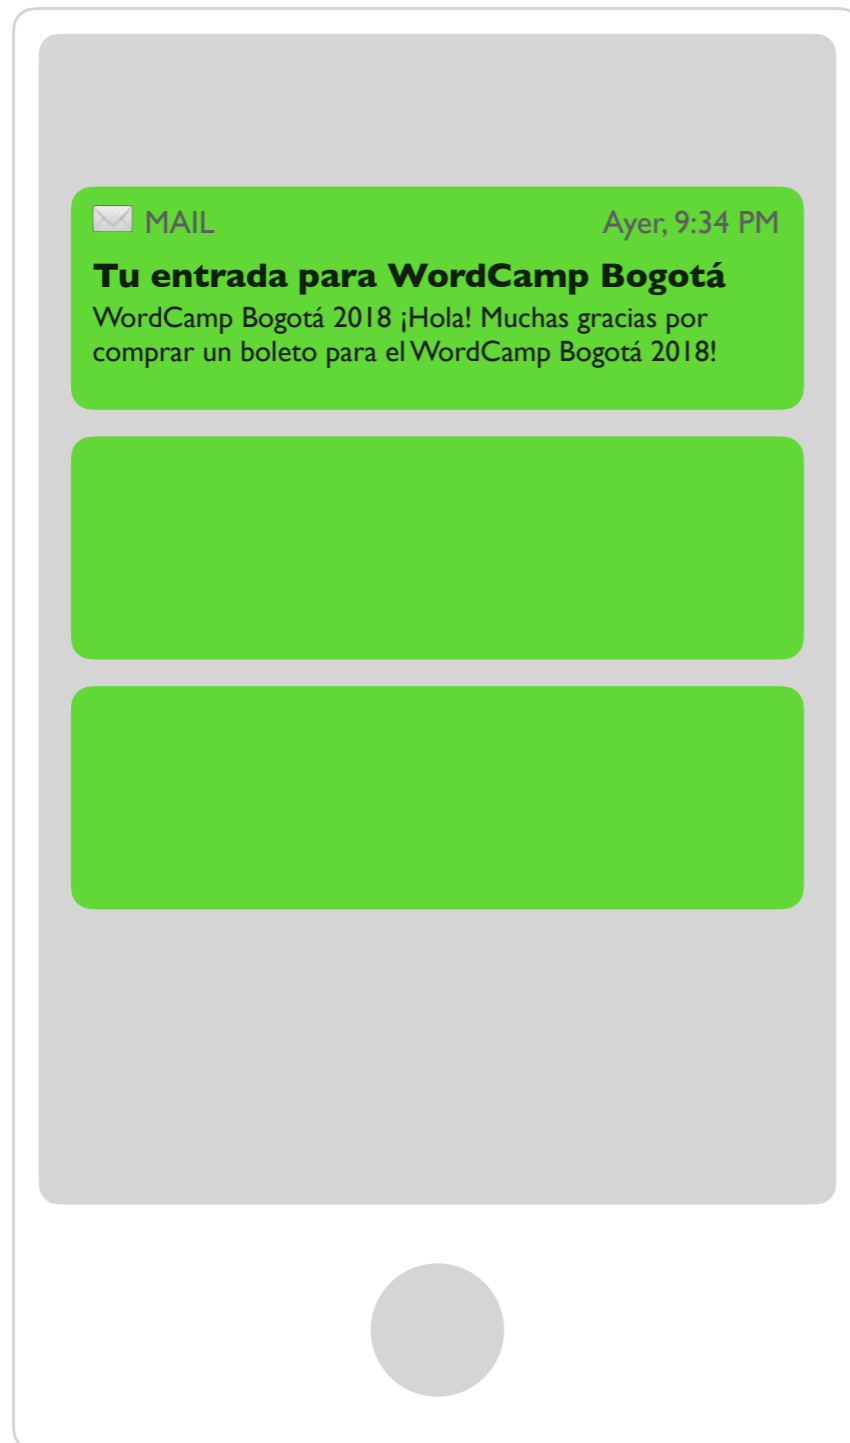 MAIL Ayer, 9:34 PM
Tu entrada para WordCamp Bogotá
WordCamp Bogotá 2018 ¡Hola! Muchas gracias por
comprar un boleto para el WordCamp Bogotá 2018!